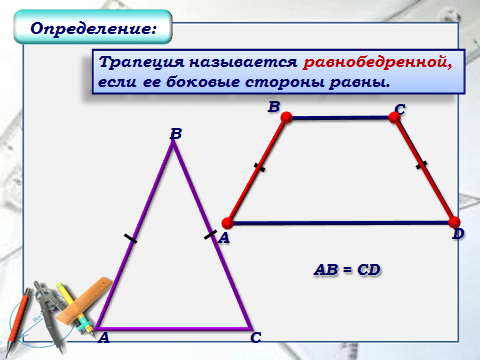 Определение:
Трапеция называется равнобедренной,
если ее боковые стороны равны.
B
C
B
A
D
AB = CD
A
C